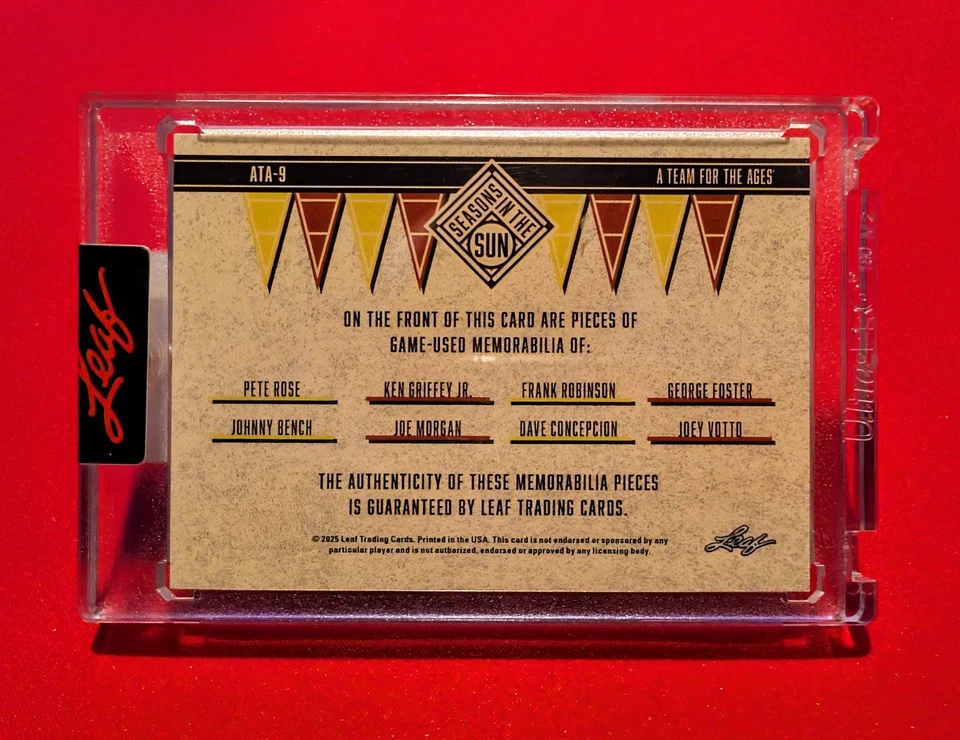 ATA-9
A TEAM FOR THE AGES
SEASONS IN THE
SUN
Leaf
ON THE FRONT OF THIS CARD ARE PIECES OF
GAME-USED MEMORABILIA OF:
PETE ROSE KEN GRIFFEY JR. FRANK ROBINSON GEORGE FOSTER
JOHNNY BENCH JOE MORGAN DAVE CONCEPCION JOEY VOTTO
THE AUTHENTICITY OF THESE MEMORABILIA PIECES
IS GUARANTEED BY LEAF TRADING CARDS.
© 2025 Leaf Trading Cards. Printed in the USA. This card is not endorsed or sponsored by any
particular player and is not authorized, endorsed or approved by any licensing body.
Leaf